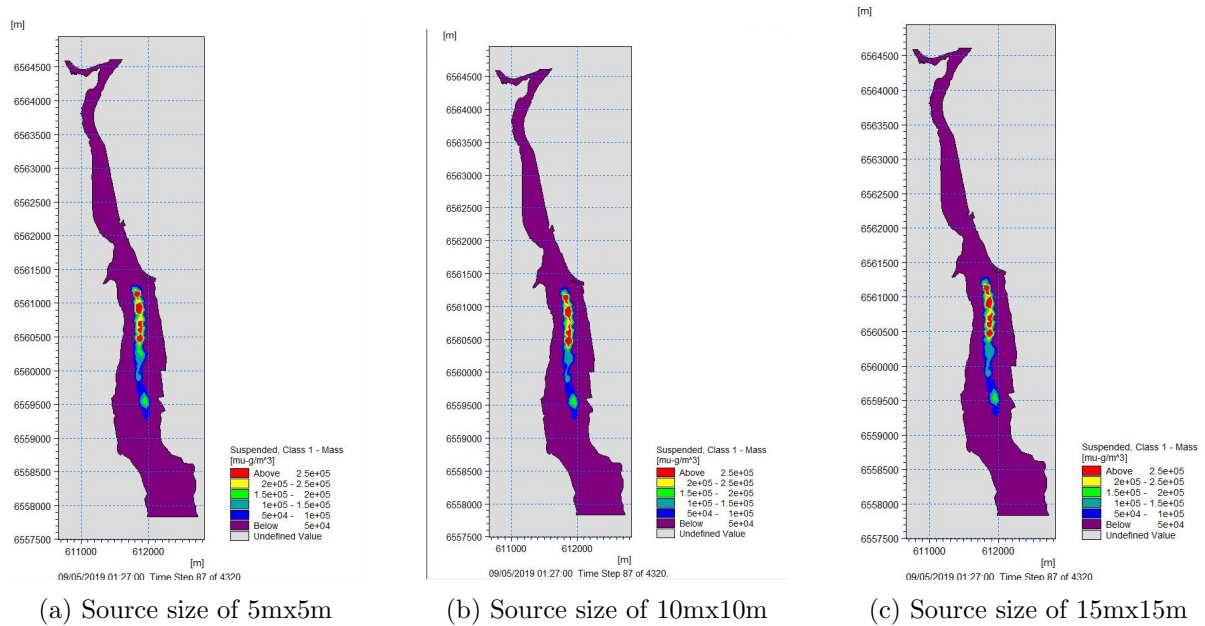 [m]
6564500
6564000
6563500
6563000
6562500
6562000
6561500
6561000
6560500
6560000
6559500
6559000
6558500
6558000
6557500
611000 612000
[m]
Suspended, Class 1 - Mass
[mu-g/m^3]
Above 2.5e+05
2e+05 - 2.5e+05
1.5e+05 - 2e+05
1e+05 - 1.5e+05
5e+04 - 1e+05
Below 5e+04
Undefined Value
09/05/2019 01:27:00 Time Step 87 of 4320.
(a) Source size of 5mx5m
[m]
6564500
6564000
6563500
6563000
6562500
6562000
6561500
6561000
6560500
6560000
6559500
6559000
6558500
6558000
6557500
611000 612000
[m]
Suspended, Class 1 - Mass
[mu-g/m^3]
Above 2.5e+05
2e+05 - 2.5e+05
1.5e+05 - 2e+05
1e+05 - 1.5e+05
5e+04 - 1e+05
Below 5e+04
Undefined Value
09/05/2019 01:27:00 Time Step 87 of 4320.
(b) Source size of 10mx10m
[m]
6564500
6564000
6563500
6563000
6562500
6562000
6561500
6561000
6560500
6560000
6559500
6559000
6558500
6558000
6557500
611000 612000
[m]
Suspended, Class 1 - Mass
[mu-g/m^3]
Above 2.5e+05
2e+05 - 2.5e+05
1.5e+05 - 2e+05
1e+05 - 1.5e+05
5e+04 - 1e+05
Below 5e+04
Undefined Value
09/05/2019 01:27:00 Time Step 87 of 4320.
(c) Source size of 15mx15m